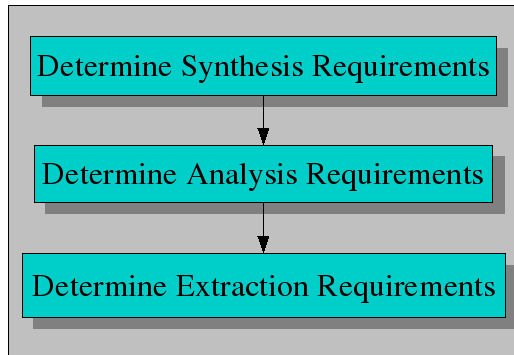 Determine Synthesis Requirements
Determine Analysis Requirements
Determine Extraction Requirements